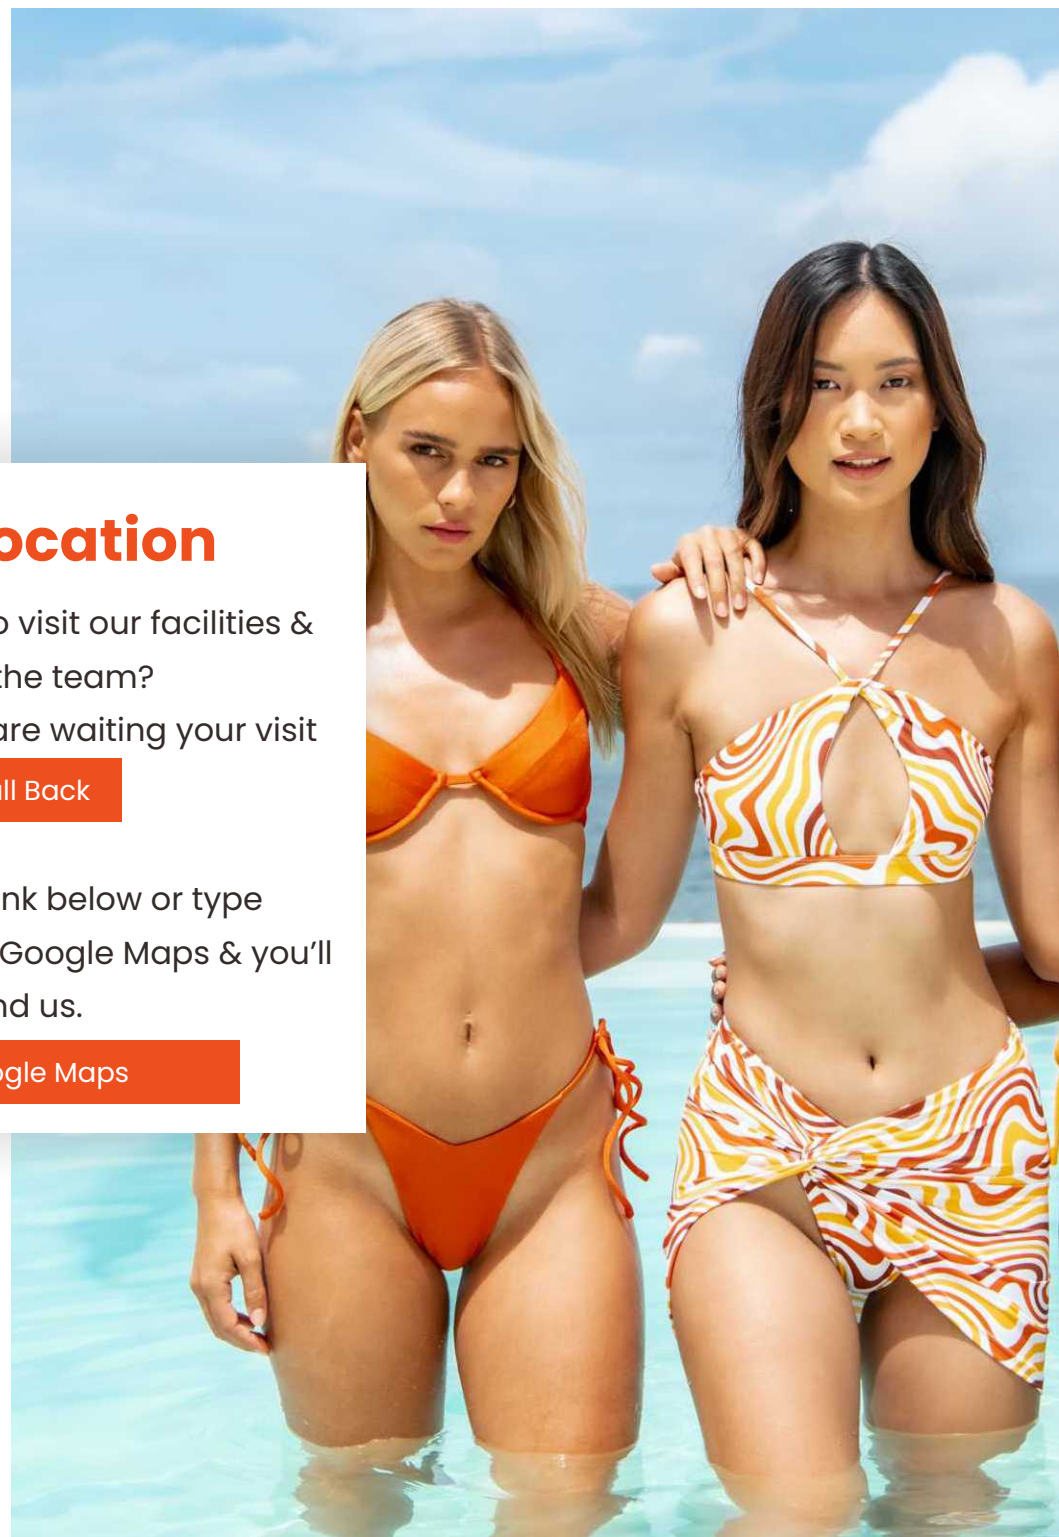 ocation
o visit our facilities &
the team?
are waiting your visit
ll Back
nk below or type
Google Maps & you’ll
nd us.
gle Maps